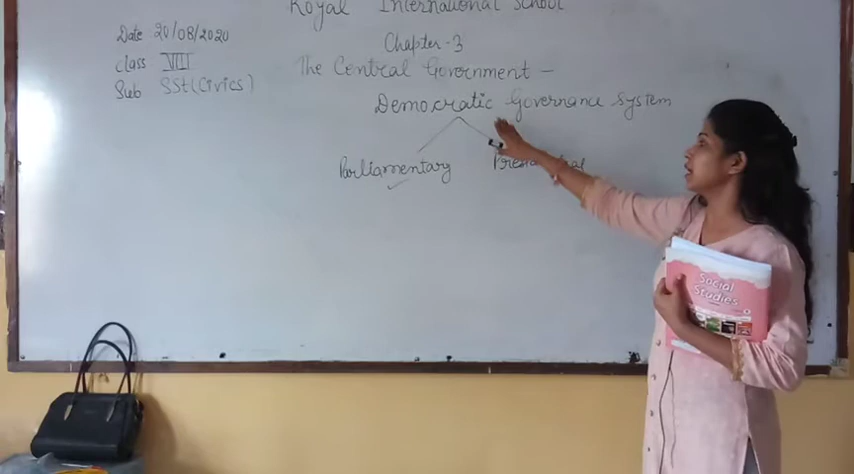 Royal International School
Date 20/08/2020
Chapter-3
Class VIII
The Central Government —
Sub SSt(Civics)
Democratic Governance System
Parliamentary
Social
Studies